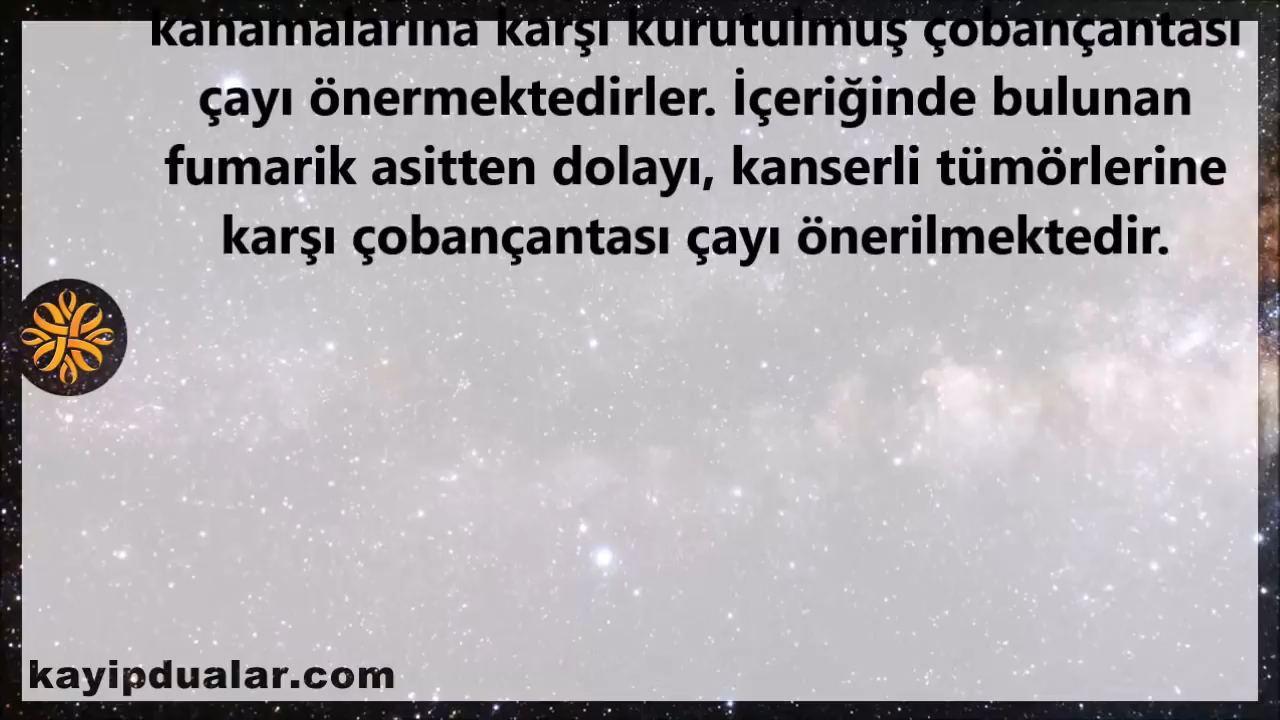 kanamalarına karşı kurutulmuş çobançantası
çayı önermektedirler. İçeriğinde bulunan
fumarik asitten dolayı, kanserli tümörlerine
karşı çobançantası çayı önerilmektedir.
kayipdualar.com